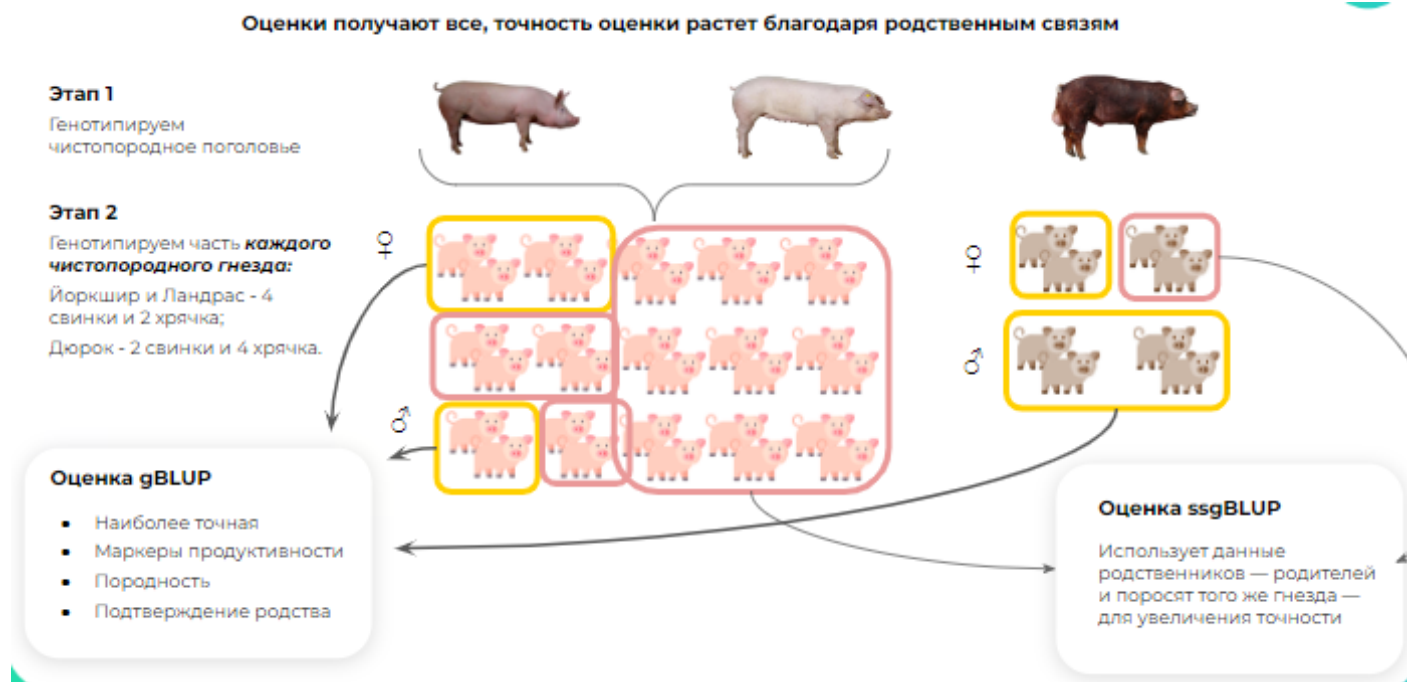 Оценки получают все, точность оценки растет благодаря родственным связям
Этап 1
Генотипируем
чистопородное поголовье
Этап 2
Генотипируем часть каждого
чистопородного гнезда:
Йоркшир и Ландрас - 4
свинки и 2 хрячка;
Дюрок - 2 свинки и 4 хрячка.
♀
♂
♀
♂
Оценка gBLUP
• Наиболее точная
• Маркеры продуктивности
• Породность
• Подтверждение родства
Оценка ssgBLUP
Использует данные
родственников — родителей
и поросят того же гнезда —
для увеличения точности